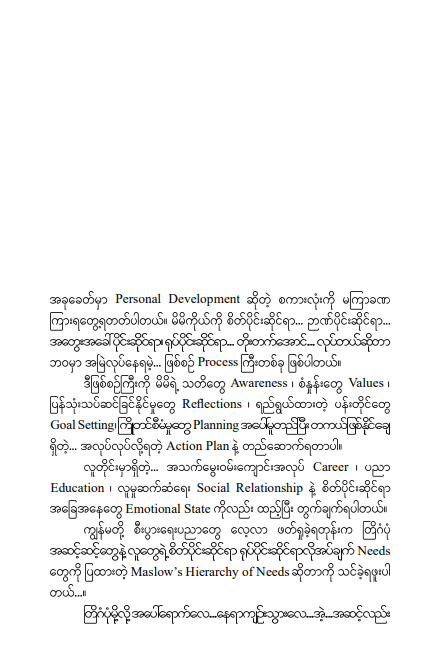 အခုခေတ်မှာ Personal Development ဆိုတဲ့ စကားလုံးကို မကြာခဏ
ကြားရတွေ့ရတတ်ပါတယ်။ မိမိကိုယ်ကို စိတ်ပိုင်းဆိုင်ရာ... ဉာဏ်ပိုင်းဆိုင်ရာ...
အတွေးအခေါ်ပိုင်းဆိုင်ရာ၊ ရုပ်ပိုင်းဆိုင်ရာ... တိုးတက်အောင်... လုပ်တယ်ဆိုတာ
ဘဝမှာ အမြဲလုပ်နေရမဲ့... ဖြစ်စဉ် Process ကြီးတစ်ခု ဖြစ်ပါတယ်။
ဒီဖြစ်စဉ်ကြီးကို မိမိရဲ့ သတိတွေ Awareness ၊ စံနှုန်းတွေ Values ၊
ပြန်သုံးသပ်ဆင်ခြင်နိုင်မှုတွေ Reflections ၊ ရည်ရွယ်ထားတဲ့ ပန်းတိုင်တွေ
Goal Setting၊ ကြိုတင်စီမံမှုတွေ Planning အပေါ်မူတည်ပြီး တကယ်ဖြစ်နိုင်ချေ
ရှိတဲ့... အလုပ်လုပ်လို့ရတဲ့ Action Plan နဲ့ တည်ဆောက်ရတာပါ။
လူတိုင်းမှာရှိတဲ့... အသက်မွေးဝမ်းကျောင်းအလုပ် Career ၊ ပညာ
Education ၊ လူမှုဆက်ဆံရေး Social Relationship နဲ့ စိတ်ပိုင်းဆိုင်ရာ
အခြေအနေတွေ Emotional State ကိုလည်း ထည့်ပြီး တွက်ချက်ရပါတယ်။
ကျွန်မတို့ စီးပွားရေးပညာတွေ လေ့လာ ဖတ်ရှုခဲ့ရတုန်းက တြိဂံပုံ
အဆင့်ဆင့်တွေနဲ့ လူတွေရဲ့ စိတ်ပိုင်းဆိုင်ရာ ရုပ်ပိုင်းဆိုင်ရာလိုအပ်ချက် Needs
တွေကို ပြထားတဲ့ Maslow's Hierarchy of Needs ဆိုတာကို သင်ခဲ့ရဖူးပါ
တယ်...။
တြိဂံပုံမို့လို့ အပေါ်ရောက်လေ...နေရာကျဉ်းသွားလေ...အဲ့...အဆင့်လည်း